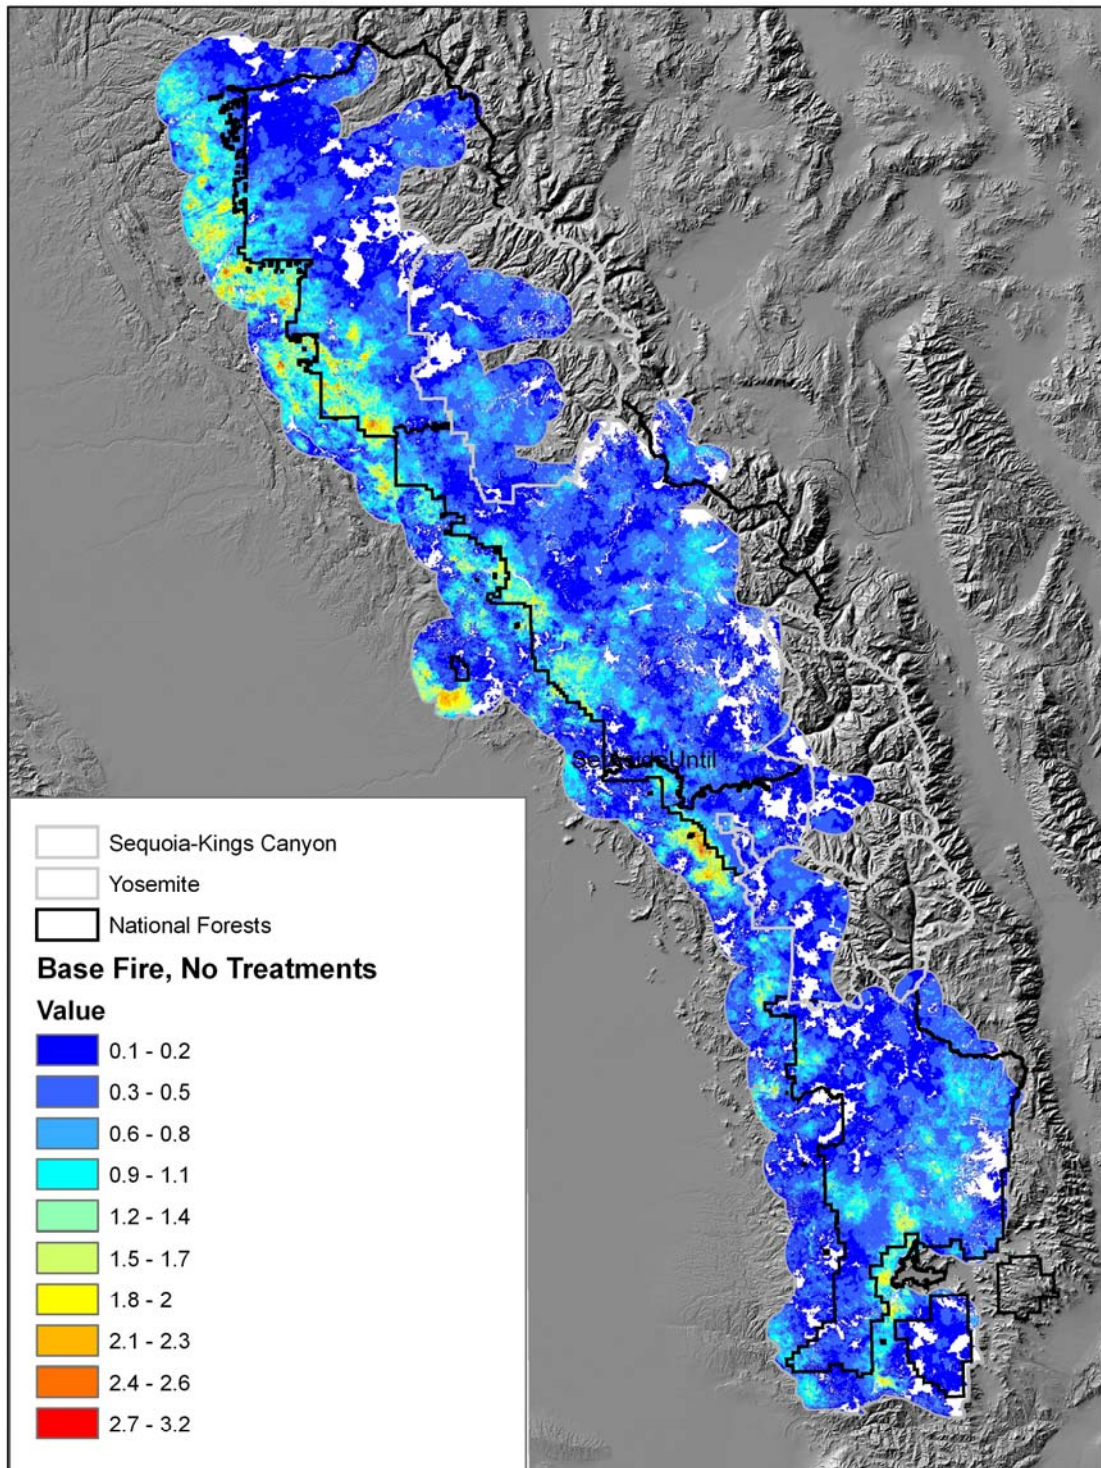 Sequoia-Kings Canyon
Yosemite
National Forests
Base Fire, No Treatments
Value
0.1 - 0.2
0.3 - 0.5
0.6 - 0.8
0.9 - 1.1
1.2 - 1.4
1.5 - 1.7
1.8 - 2
2.1 - 2.3
2.4 - 2.6
2.7 - 3.2